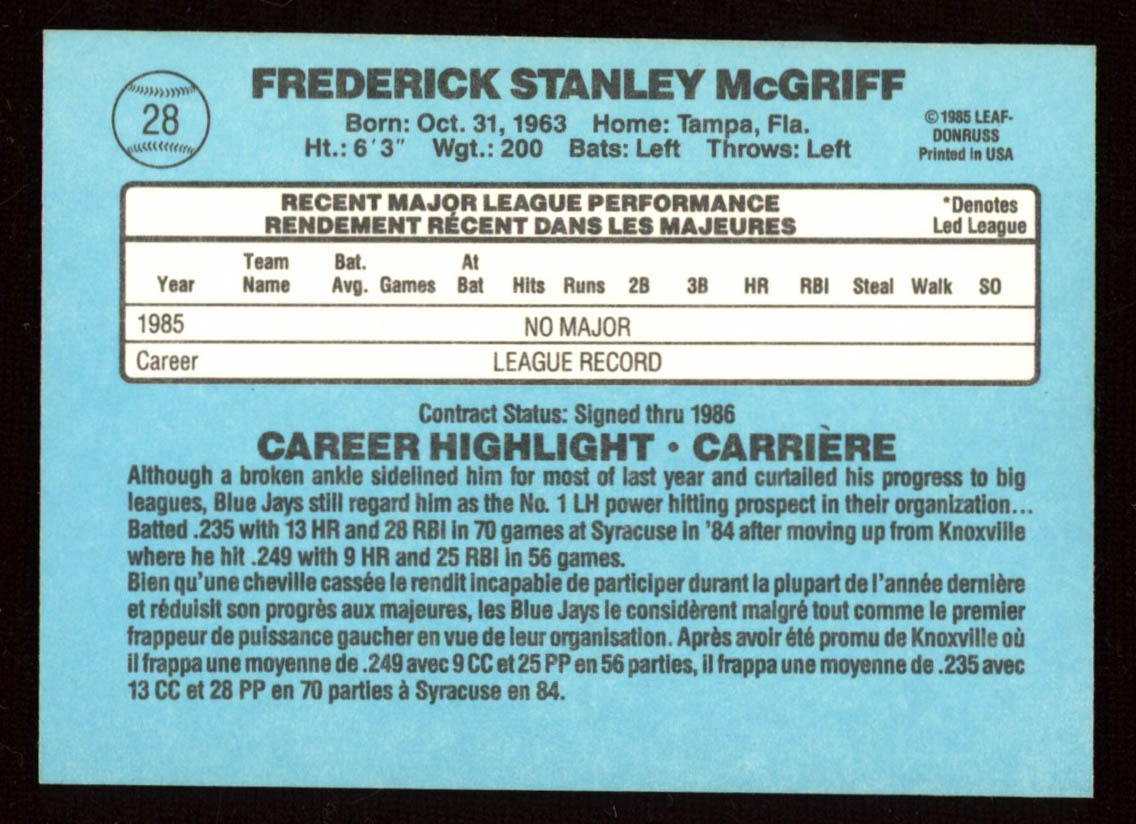 28
FREDERICK STANLEY McGRIFF
Born: Oct. 31, 1963 Home: Tampa, Fla.
Ht.: 6'3" Wgt.: 200 Bats: Left Throws: Left
©1985 LEAF-
DONRUSS
Printed in USA
RECENT MAJOR LEAGUE PERFORMANCE
RENDEMENT RÉCENT DANS LES MAJEURES
*Denotes
Led League
Year Team Name Bat. Avg. Games At Bat Hits Runs 2B 3B HR RBI Steal Walk SO
1985 NO MAJOR
Career LEAGUE RECORD
Contract Status: Signed thru 1986
CAREER HIGHLIGHT • CARRIÈRE
Although a broken ankle sidelined him for most of last year and curtailed his progress to big
leagues, Blue Jays still regard him as the No. 1 LH power hitting prospect in their organization...
Batted .235 with 13 HR and 28 RBI in 70 games at Syracuse in '84 after moving up from Knoxville
where he hit .249 with 9 HR and 25 RBI in 56 games.
Bien qu'une cheville cassée le rendit incapable de participer durant la plupart de l'année dernière
et réduisit son progrès aux majeures, les Blue Jays le considèrent malgré tout comme le premier
frappeur de puissance gaucher en vue de leur organisation. Après avoir été promu de Knoxville où
il frappa une moyenne de .249 avec 9 CC et 25 PP en 56 parties, il frappa une moyenne de .235 avec
13 CC et 28 PP en 70 parties à Syracuse en 84.